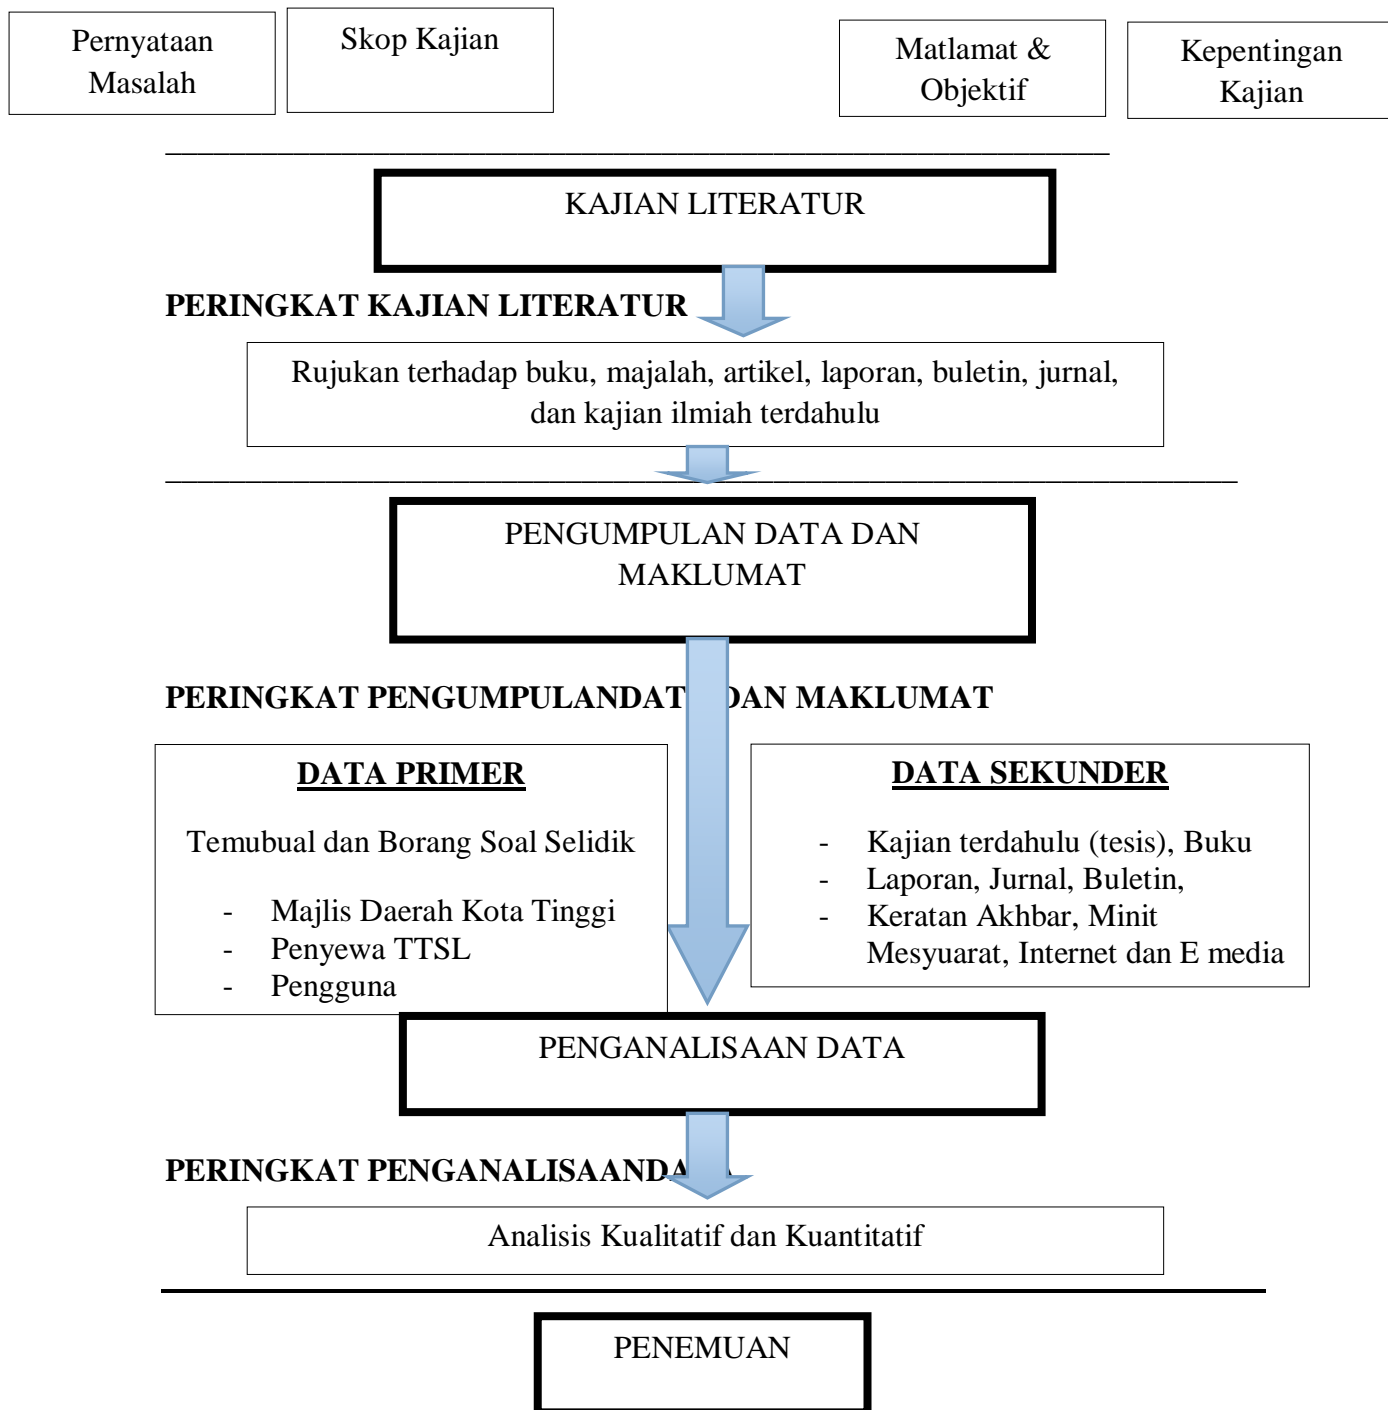 Pernyataan
Masalah
Skop Kajian
Matlamat &
Objektif
Kepentingan
Kajian
KAJIAN LITERATUR
PERINGKAT KAJIAN LITERATUR
Rujukan terhadap buku, majalah, artikel, laporan, buletin, jurnal,
dan kajian ilmiah terdahulu
PENGUMPULAN DATA DAN
MAKLUMAT
PERINGKAT PENGUMPULANDATA DAN MAKLUMAT
DATA PRIMER
Temubual dan Borang Soal Selidik
- Majlis Daerah Kota Tinggi
- Penyewa TTSL
- Pengguna
DATA SEKUNDER
- Kajian terdahulu (tesis), Buku
- Laporan, Jurnal, Buletin,
- Keratan Akhbar, Minit
Mesyuarat, Internet dan E media
PENGANALISAAN DATA
PERINGKAT PENGANALISAANDATA
Analisis Kualitatif dan Kuantitatif
PENEMUAN